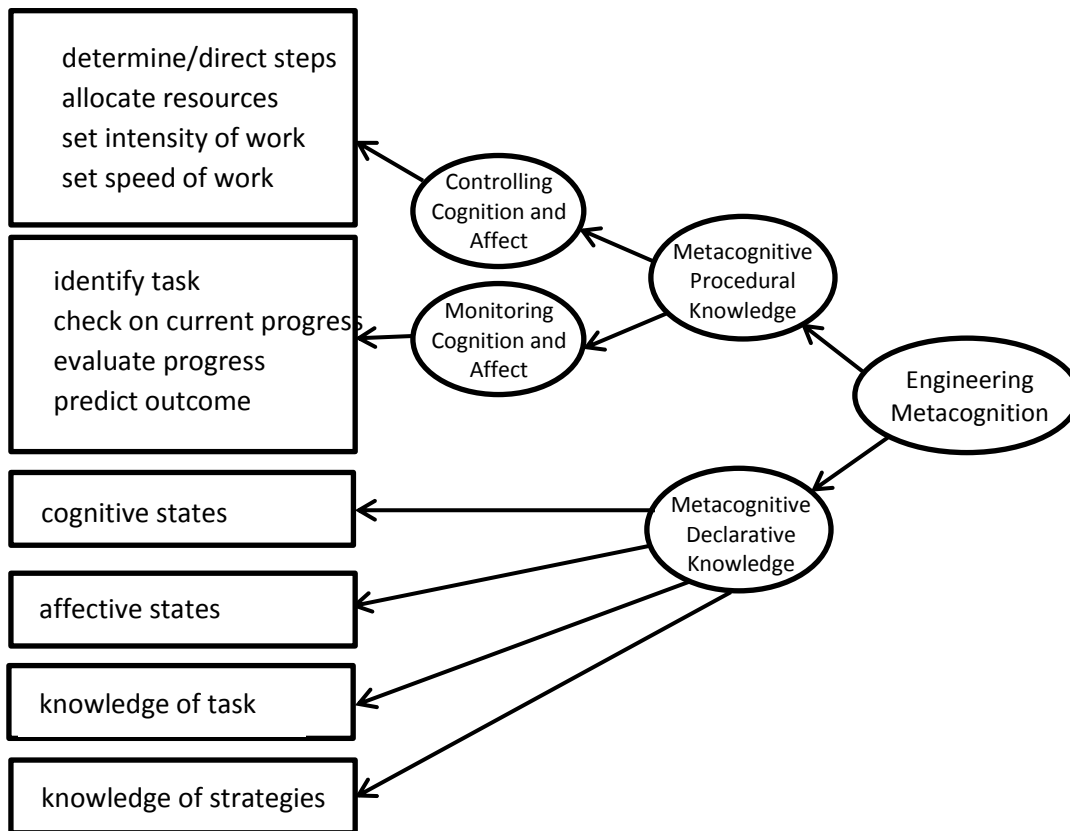 determine/direct steps
allocate resources
set intensity of work
set speed of work
Controlling
Cognition and
Affect
identify task
check on current progress
evaluate progress
predict outcome
Monitoring
Cognition and
Affect
Metacognitive
Procedural
Knowledge
Engineering
Metacognition
cognitive states
Metacognitive
Declarative
Knowledge
affective states
knowledge of task
knowledge of strategies